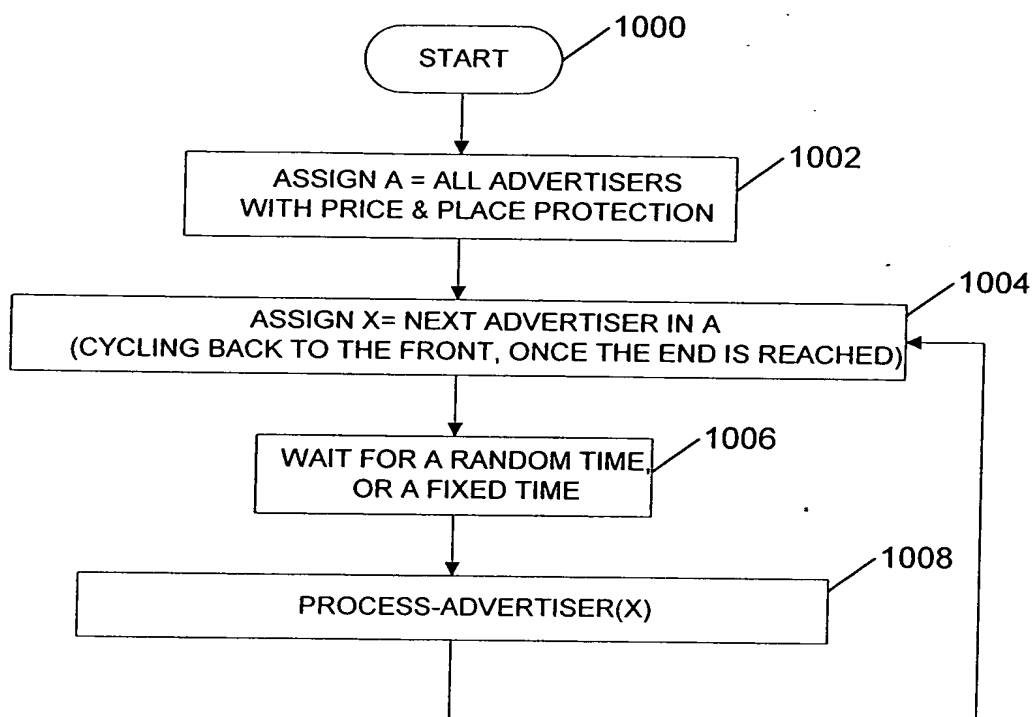 1000
START
1002
ASSIGN A = ALL ADVERTISERS
WITH PRICE & PLACE PROTECTION
1004
ASSIGN X= NEXT ADVERTISER IN A
(CYCLING BACK TO THE FRONT, ONCE THE END IS REACHED)
1006
WAIT FOR A RANDOM TIME,
OR A FIXED TIME
1008
PROCESS-ADVERTISER(X)